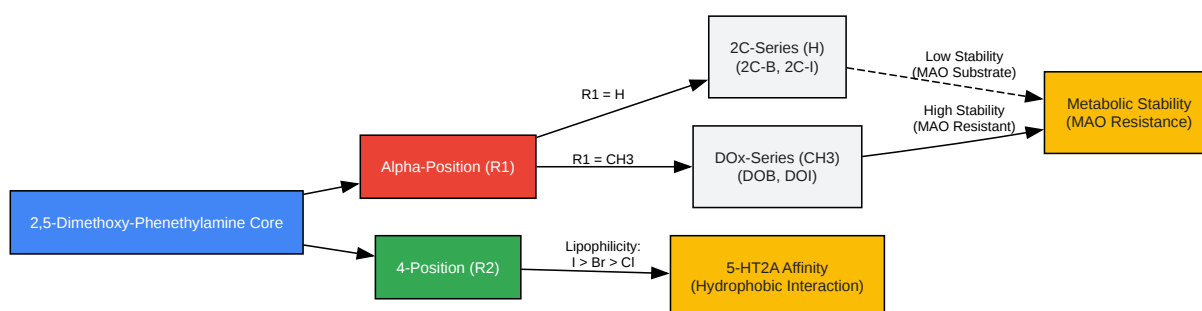 2C-Series (H)
(2C-B, 2C-I)
Low Stability
(MAO Substrate)
R1 = H
Metabolic Stability
(MAO Resistance)
High Stability
(MAO Resistant)
Alpha-Position (R1)
R1 = CH3
DOx-Series (CH3)
(DOB, DOI)
2,5-Dimethoxy-Phenethylamine Core
4-Position (R2)
Lipophilicity:
I > Br > Cl
5-HT2A Affinity
(Hydrophobic Interaction)